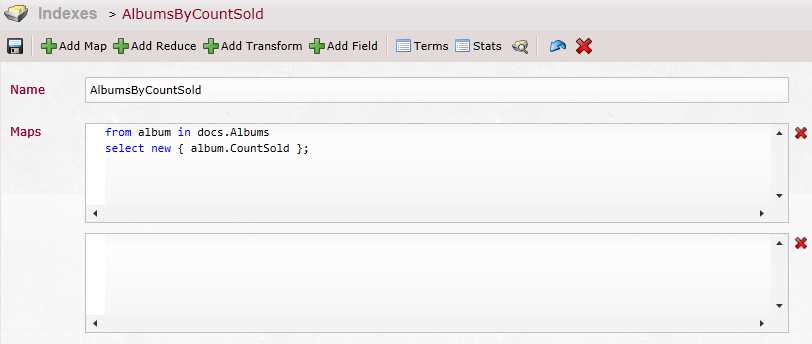 Indexes > AlbumsByCountSold
Add Map Add Reduce Add Transform Add Field Terms Stats
Name AlbumsByCountSold
Maps
from album in docs.Albums
select new { album.CountSold };